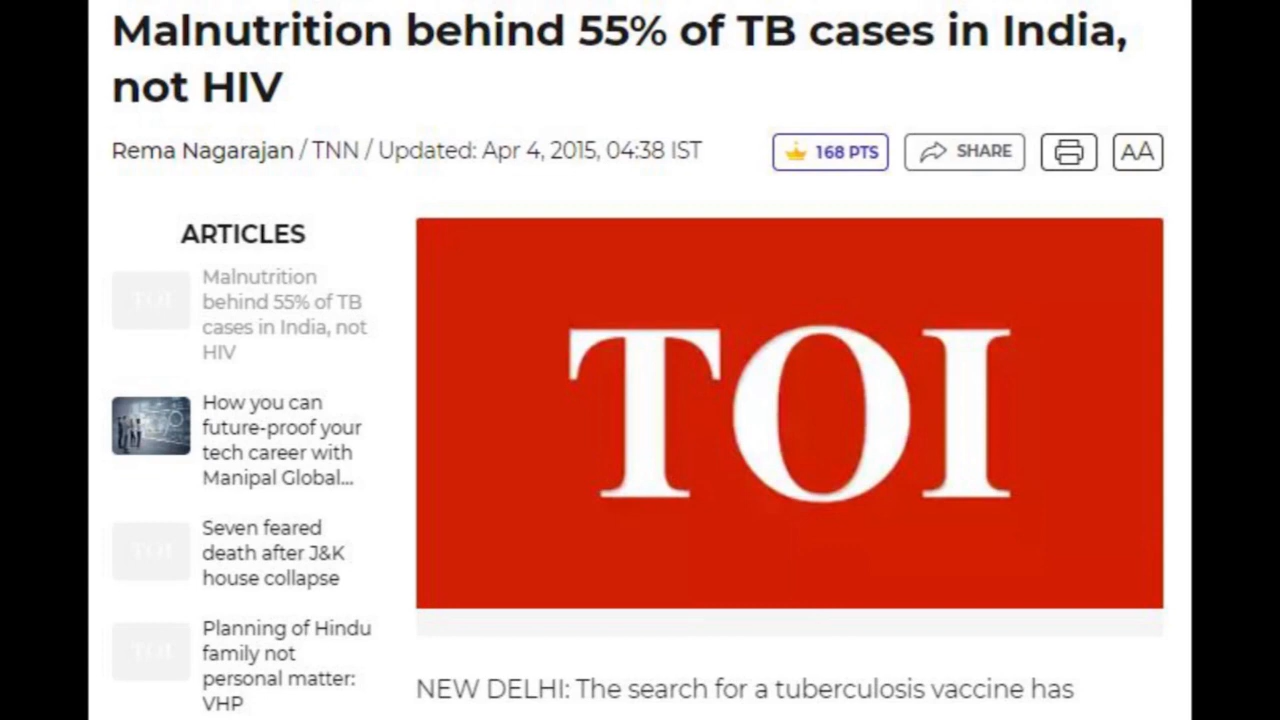 Malnutrition behind 55% of TB cases in India,
not HIV
Rema Nagarajan / TNN / Updated: Apr 4, 2015, 04:38 IST
168 PTS
SHARE
AA
ARTICLES
TOI
Malnutrition
behind 55% of TB
cases in India, not
HIV
How you can
future-proof your
tech career with
Manipal Global...
TOI
Seven feared
death after J&K
house collapse
TOI
Planning of Hindu
family not
personal matter:
VHP
TOI
NEW DELHI: The search for a tuberculosis vaccine has